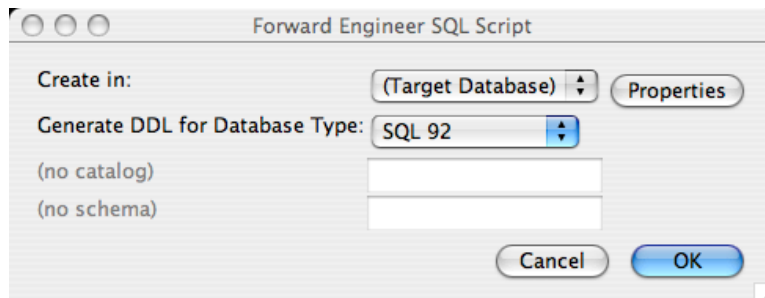 Forward Engineer SQL Script
Create in: (Target Database) Properties
Generate DDL for Database Type: SQL 92
(no catalog)
(no schema)
Cancel OK